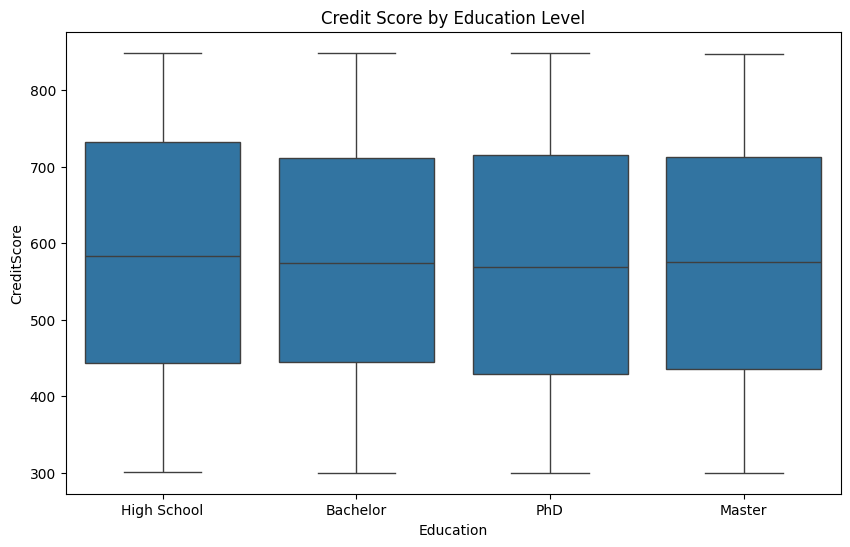 Credit Score by Education Level
CreditScore
800
700
600
500
400
300
High School
Bachelor
PhD
Master
Education